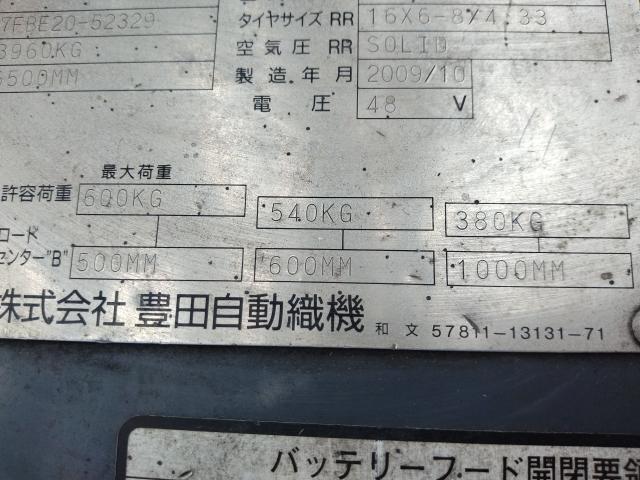 7FBE20-52329
3960KG
500MM
タイヤサイズ RR 16X6-8/4.33
空気圧 RR SOLID
製造年月 2009/10
電圧 48 V
最大荷重
許容荷重 600KG 540KG 380KG
ロード
センター"B" 500MM 600MM 1000MM
株式会社 豊田自動織機 和文 57811-13131-71
バッテリーフード開閉要領